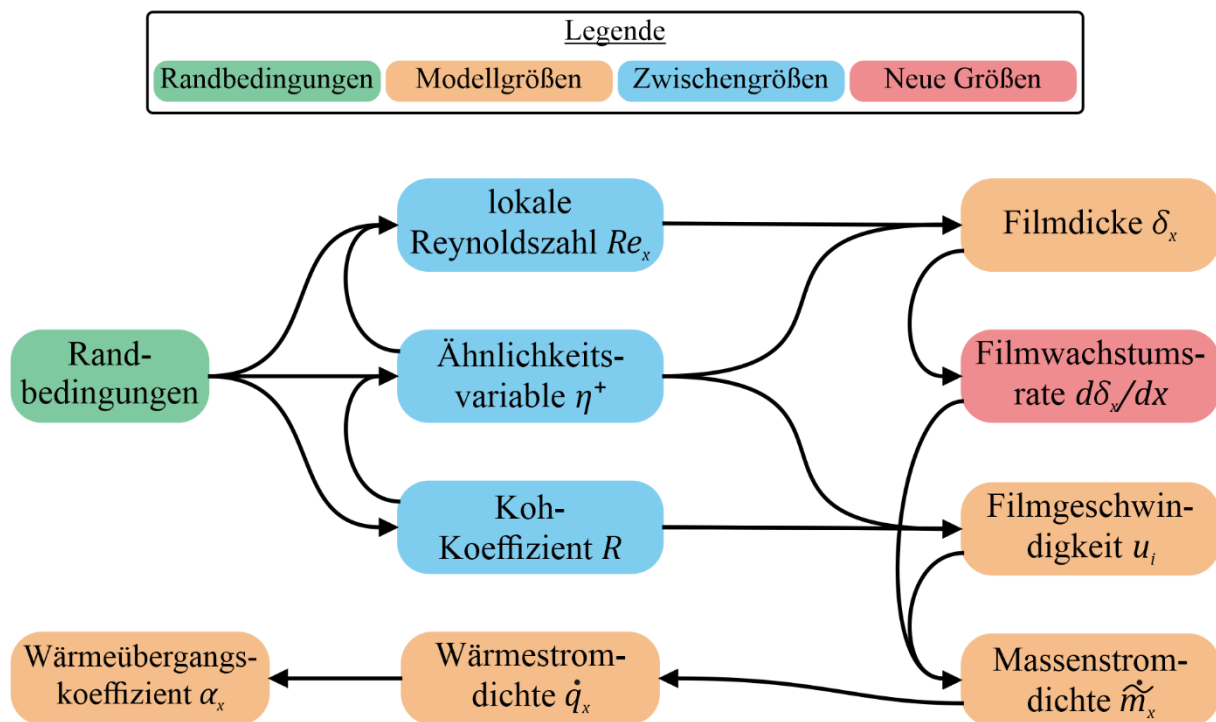 Legende
Randbedingungen Modellgrößen Zwischengrößen Neue Größen
lokale
Reynoldszahl Re_x
Filmdicke δ_x
Rand-
bedingungen
Ähnlichkeits-
variable η⁺
Filmwachstums-
rate dδ_x/dx
Koh-
Koeffizient R
Filmgeschwin-
digkeit u_i
Wärmeübergangs-
koeffizient α_x
Wärmestrom-
dichte q̇_x
Massenstrom-
dichte m̃̇_x